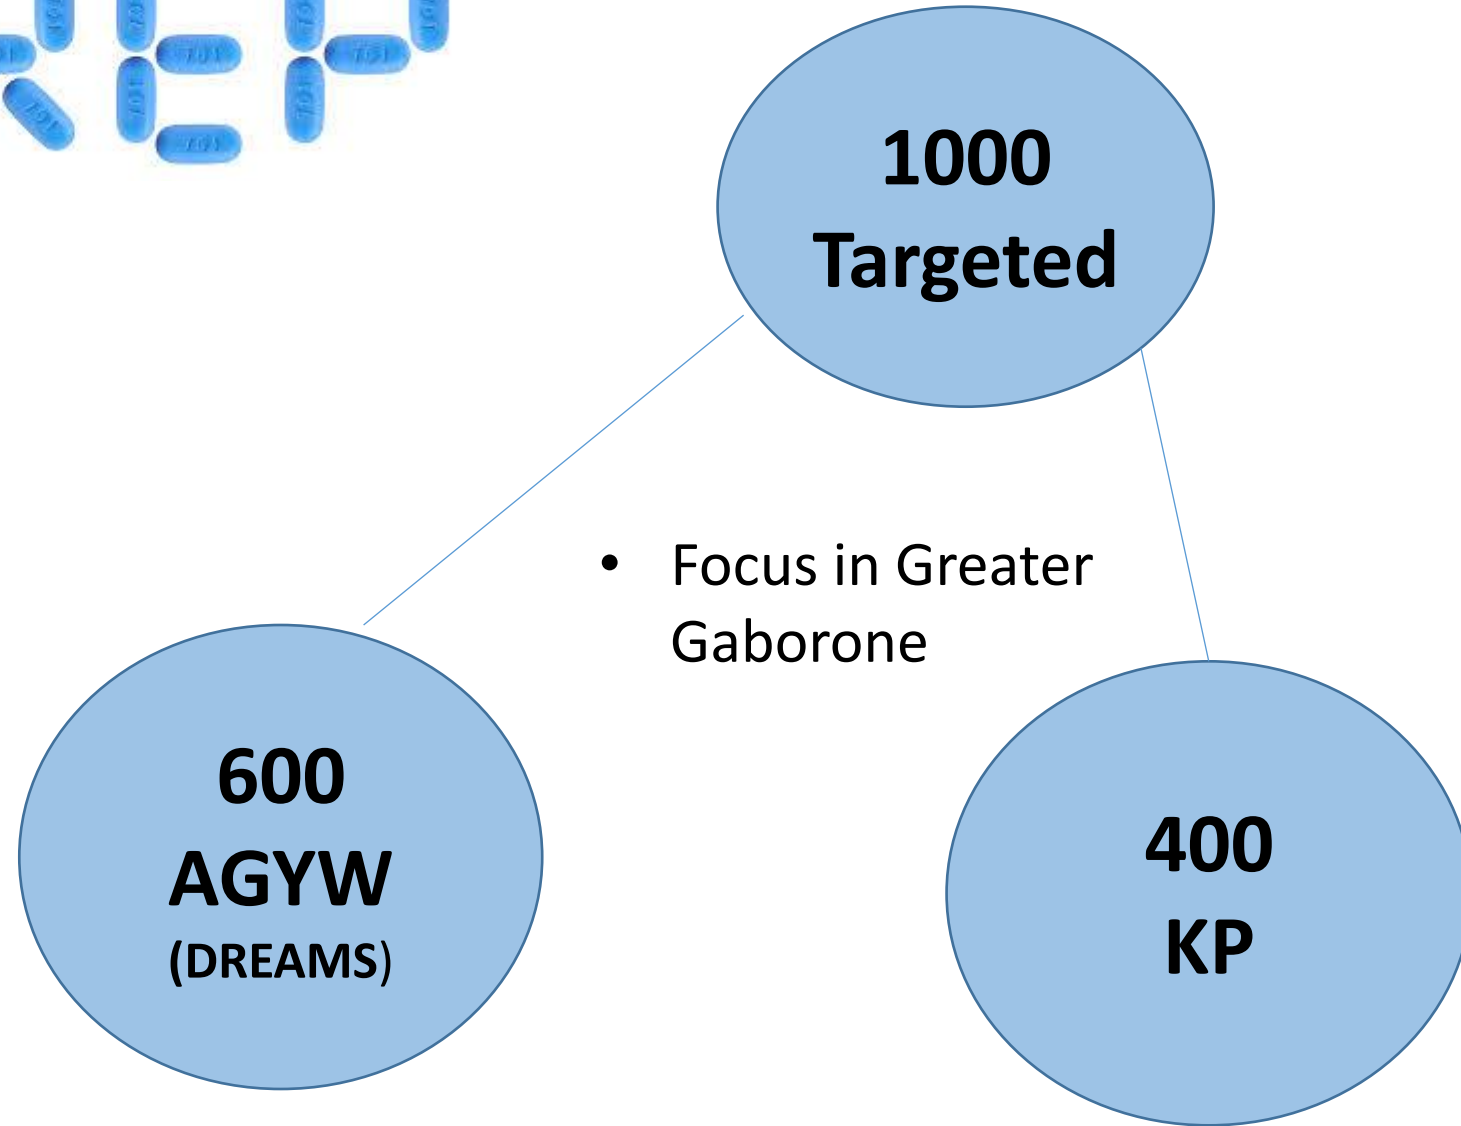 1000
Targeted
• Focus in Greater
Gaborone
600
AGYW
(DREAMS)
400
KP